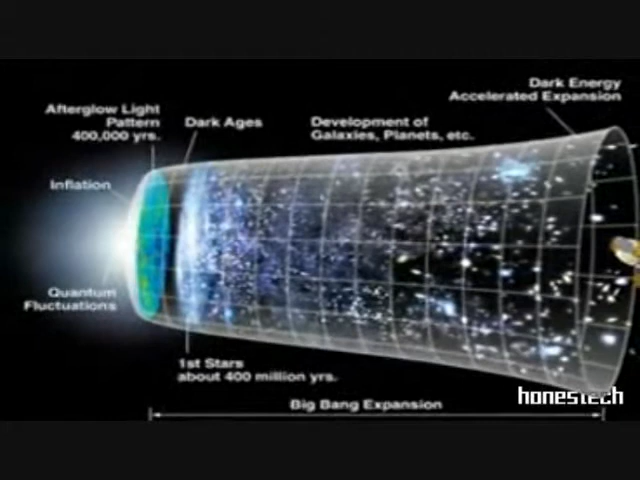 Dark Energy
Accelerated Expansion
Afterglow Light
Pattern
400,000 yrs.
Dark Ages
Development of
Galaxies, Planets, etc.
Inflation
Quantum
Fluctuations
1st Stars
about 400 million yrs.
Big Bang Expansion
honestech